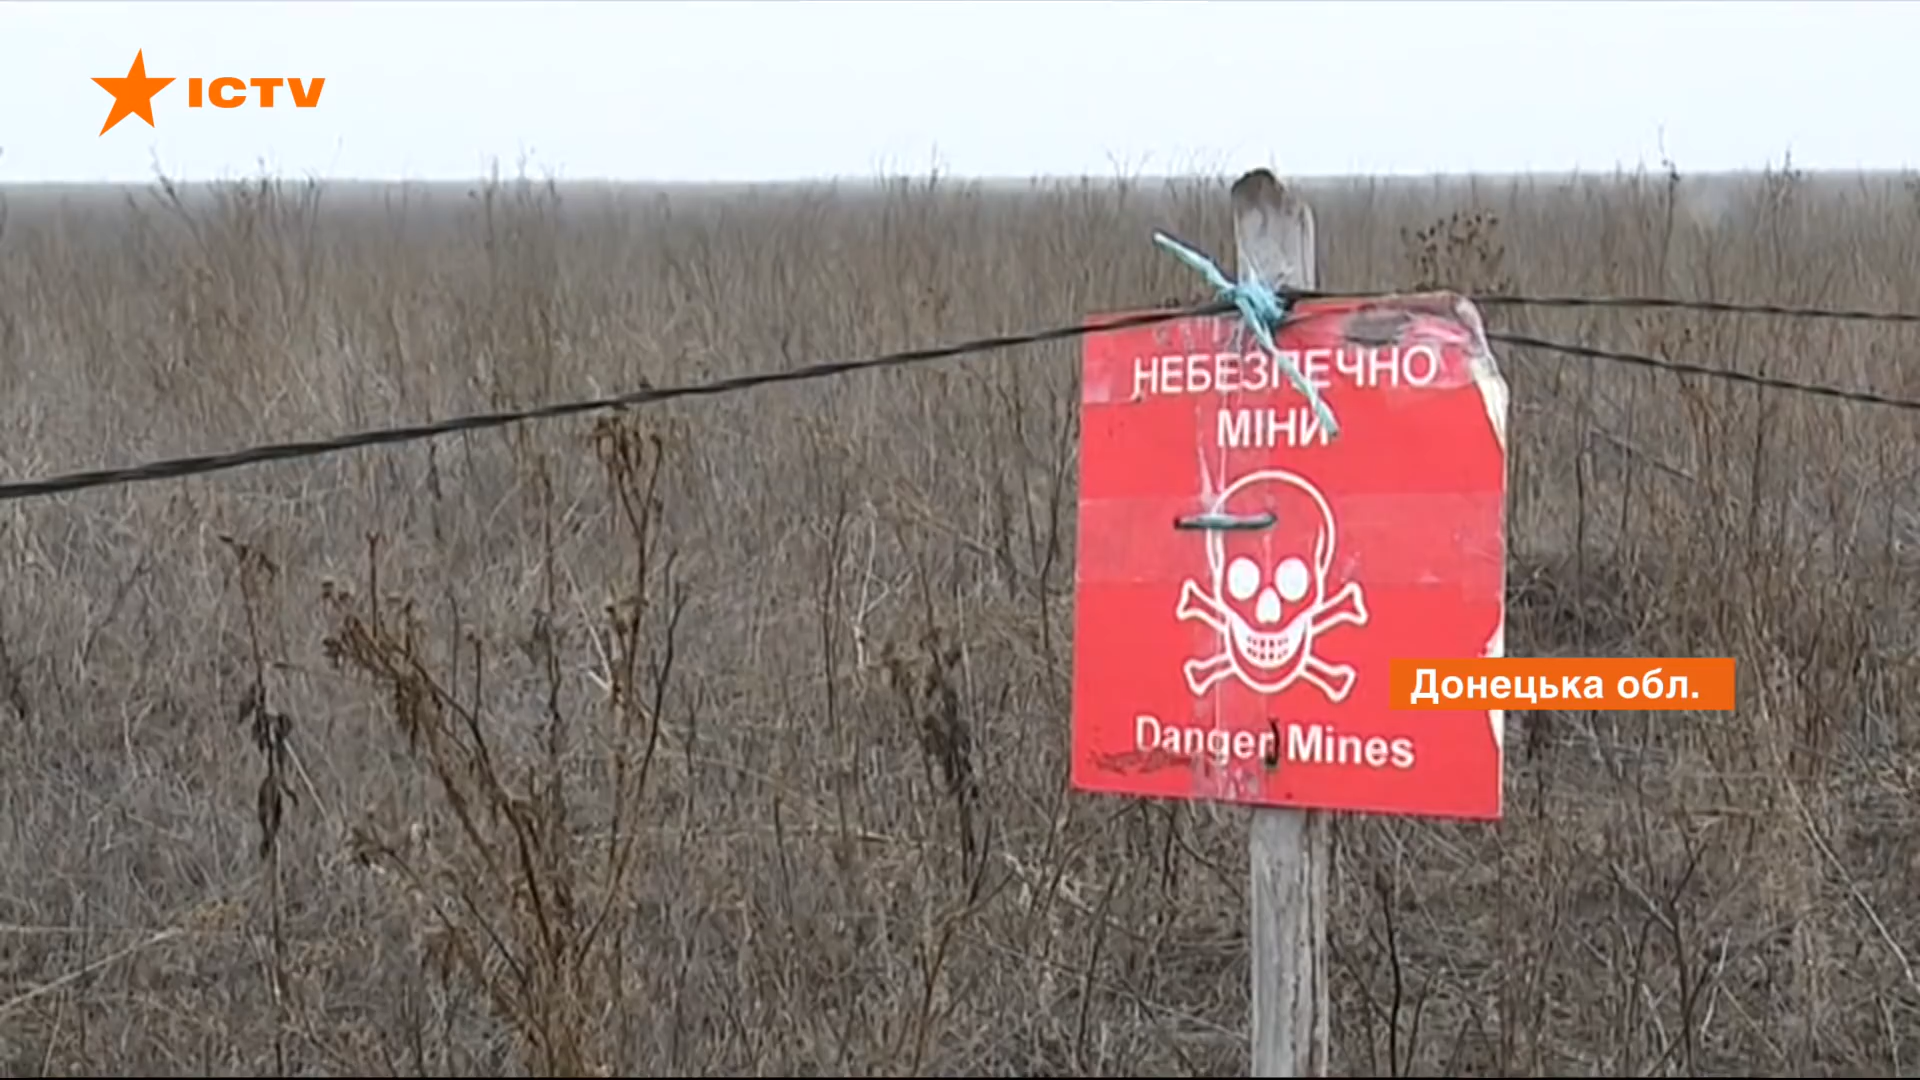 ICTV
НЕБЕЗПЕЧНО
МІНИ
Danger Mines
Донецька обл.